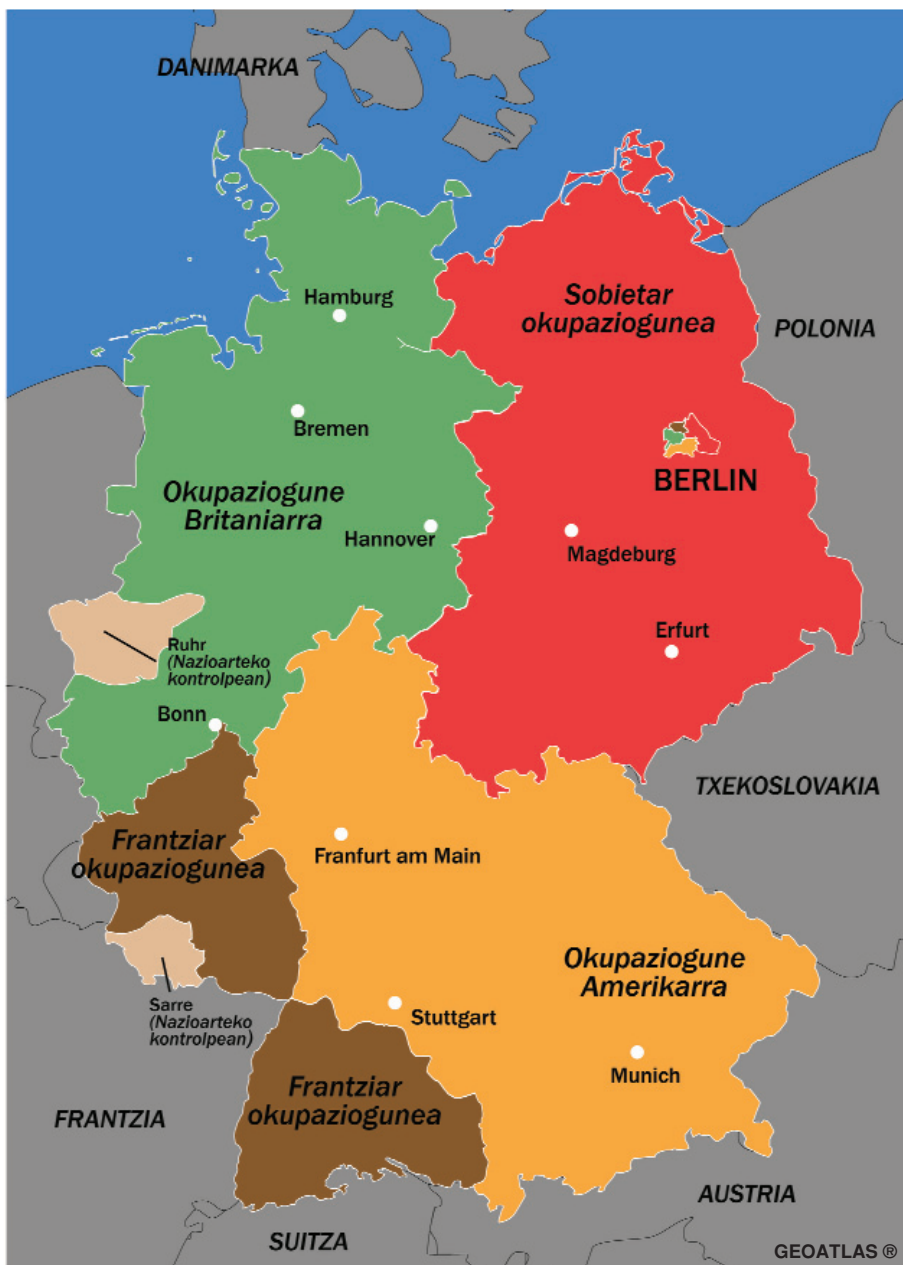 DANIMARKA
Hamburg
Sobietar
okupaziogunea
POLONIA
Bremen
BERLIN
Okupaziogune
Britaniarra
Hannover
Magdeburg
Ruhr
(Nazioarteko
kontrolpean)
Erfurt
Bonn
TXEKOSLOVAKIA
Frantziar
okupaziogunea
Franfurt am Main
Okupaziogune
Amerikarra
Sarre
(Nazioarteko
kontrolpean)
Stuttgart
Munich
Frantziar
okupaziogunea
FRANTZIA
AUSTRIA
SUITZA
GEOATLAS ®